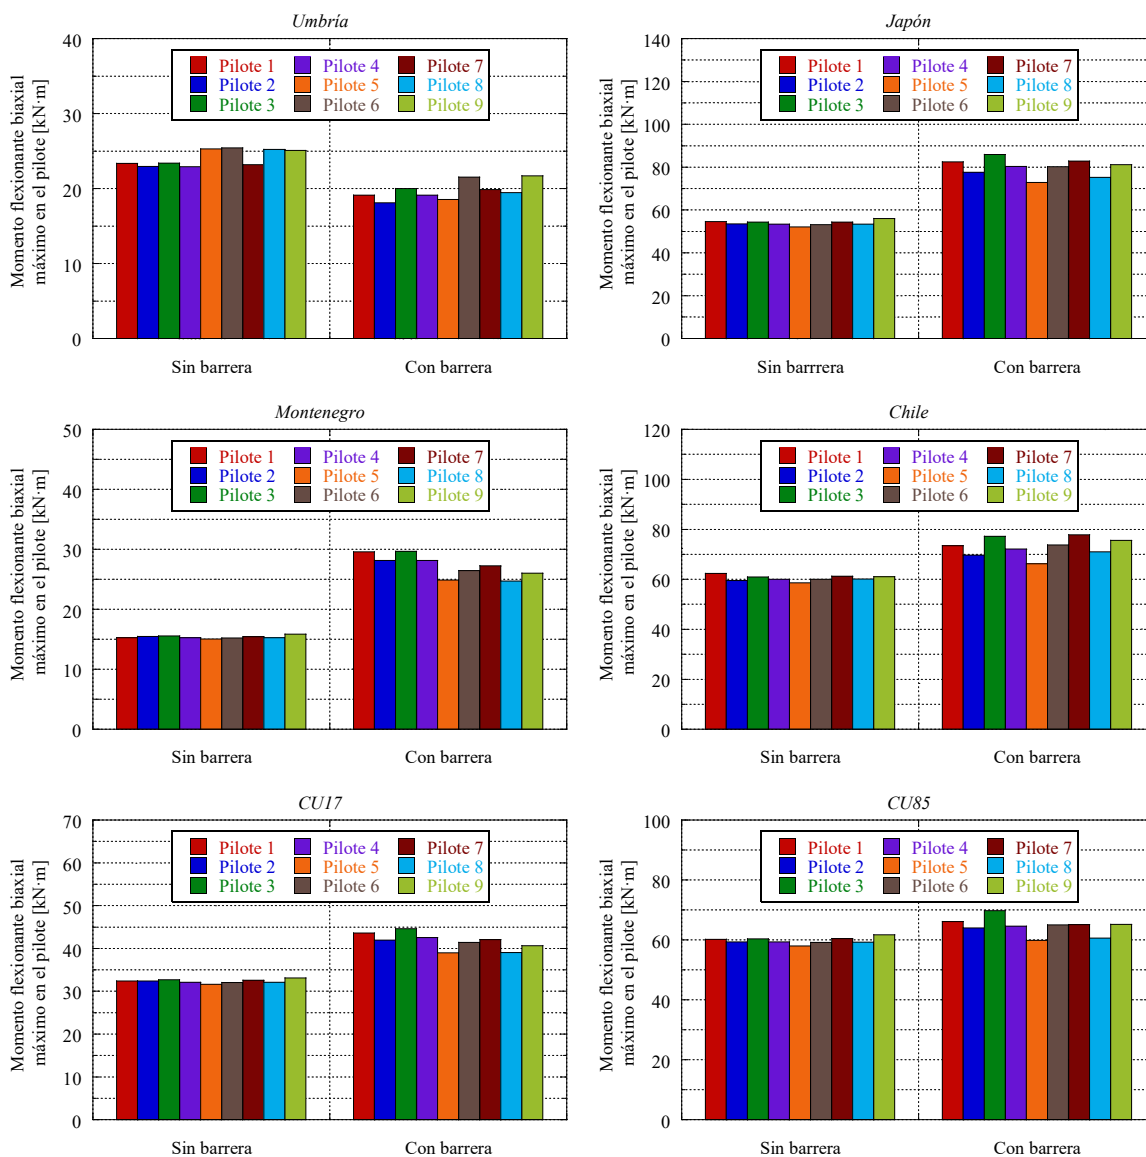 Umbría
Momento flexionante biaxial
máximo en el pilote [kN·m]
40
30
20
10
0
Pilote 1 Pilote 4 Pilote 7
Pilote 2 Pilote 5 Pilote 8
Pilote 3 Pilote 6 Pilote 9
Sin barrera Con barrera
Japón
Momento flexionante biaxial
máximo en el pilote [kN·m]
140
120
100
80
60
40
20
0
Pilote 1 Pilote 4 Pilote 7
Pilote 2 Pilote 5 Pilote 8
Pilote 3 Pilote 6 Pilote 9
Sin barrera Con barrera
Montenegro
Momento flexionante biaxial
máximo en el pilote [kN·m]
50
40
30
20
10
0
Pilote 1 Pilote 4 Pilote 7
Pilote 2 Pilote 5 Pilote 8
Pilote 3 Pilote 6 Pilote 9
Sin barrera Con barrera
Chile
Momento flexionante biaxial
máximo en el pilote [kN·m]
120
100
80
60
40
20
0
Pilote 1 Pilote 4 Pilote 7
Pilote 2 Pilote 5 Pilote 8
Pilote 3 Pilote 6 Pilote 9
Sin barrera Con barrera
CU17
Momento flexionante biaxial
máximo en el pilote [kN·m]
70
60
50
40
30
20
10
0
Pilote 1 Pilote 4 Pilote 7
Pilote 2 Pilote 5 Pilote 8
Pilote 3 Pilote 6 Pilote 9
Sin barrera Con barrera
CU85
Momento flexionante biaxial
máximo en el pilote [kN·m]
100
80
60
40
20
0
Pilote 1 Pilote 4 Pilote 7
Pilote 2 Pilote 5 Pilote 8
Pilote 3 Pilote 6 Pilote 9
Sin barrera Con barrera